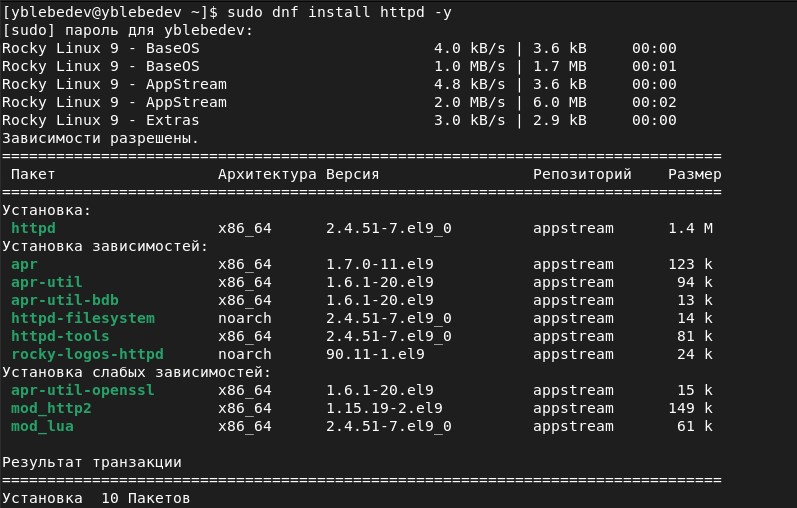 [yblebedev@yblebedev ~]$ sudo dnf install httpd -y
[sudo] пароль для yblebedev:
Rocky Linux 9 - BaseOS                          4.0 kB/s | 3.6 kB     00:00
Rocky Linux 9 - BaseOS                          1.0 MB/s | 1.7 MB     00:01
Rocky Linux 9 - AppStream                       4.8 kB/s | 3.6 kB     00:00
Rocky Linux 9 - AppStream                       2.0 MB/s | 6.0 MB     00:02
Rocky Linux 9 - Extras                          3.0 kB/s | 2.9 kB     00:00
Зависимости разрешены.
================================================================================
 Пакет                  Архитектура Версия                 Репозиторий    Размер
================================================================================
Установка:
 httpd                  x86_64      2.4.51-7.el9_0         appstream      1.4 M
Установка зависимостей:
 apr                    x86_64      1.7.0-11.el9           appstream      123 k
 apr-util               x86_64      1.6.1-20.el9           appstream       94 k
 apr-util-bdb           x86_64      1.6.1-20.el9           appstream       13 k
 httpd-filesystem       noarch      2.4.51-7.el9_0         appstream       14 k
 httpd-tools            x86_64      2.4.51-7.el9_0         appstream       81 k
 rocky-logos-httpd      noarch      90.11-1.el9            appstream       24 k
Установка слабых зависимостей:
 apr-util-openssl       x86_64      1.6.1-20.el9           appstream       15 k
 mod_http2              x86_64      1.15.19-2.el9          appstream      149 k
 mod_lua                x86_64      2.4.51-7.el9_0         appstream       61 k

Результат транзакции
================================================================================
Установка  10 Пакетов